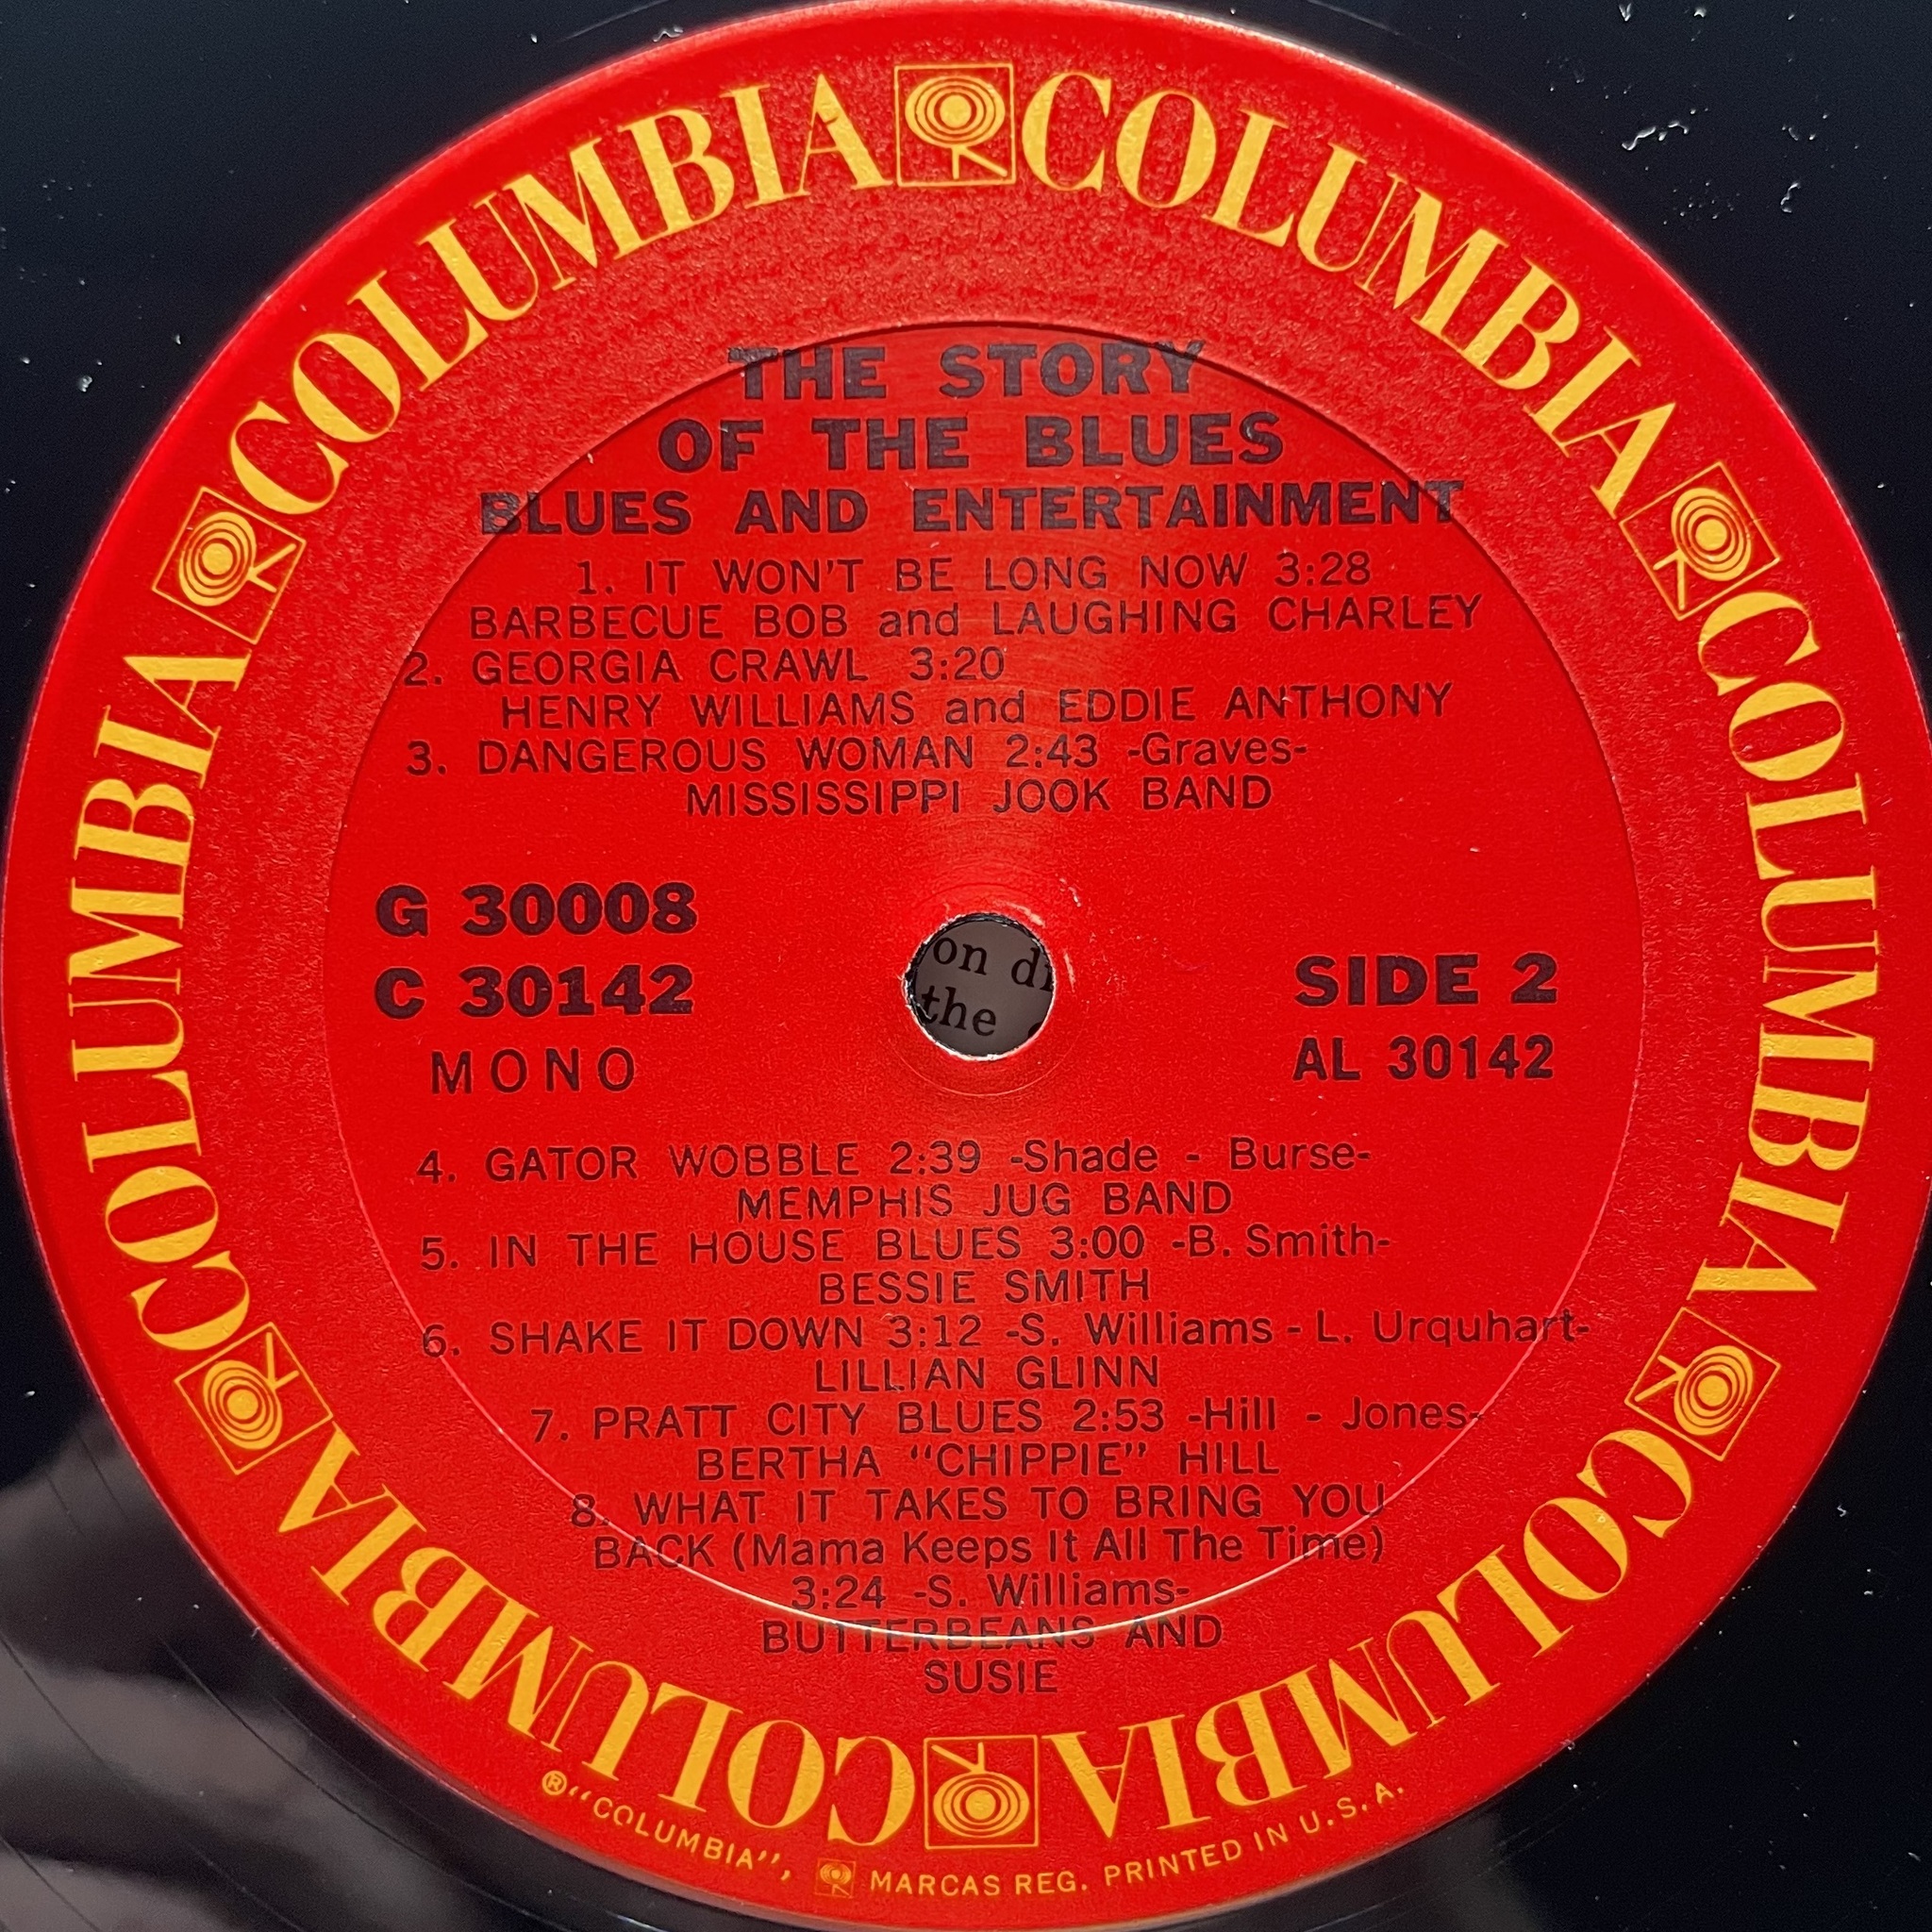 COLUMBIA COLUMBIA COLUMBIA COLUMBIA COLUMBIA COLUMBIA
THE STORY
OF THE BLUES
BLUES AND ENTERTAINMENT
1. IT WON'T BE LONG NOW 3:28
BARBECUE BOB and LAUGHING CHARLEY
2. GEORGIA CRAWL 3:20
HENRY WILLIAMS and EDDIE ANTHONY
3. DANGEROUS WOMAN 2:43 -Graves-
MISSISSIPPI JOOK BAND
G 30008
C 30142
MONO
on
the
SIDE 2
AL 30142
4. GATOR WOBBLE 2:39 -Shade - Burse-
MEMPHIS JUG BAND
5. IN THE HOUSE BLUES 3:00 -B. Smith-
BESSIE SMITH
6. SHAKE IT DOWN 3:12 -S. Williams - L. Urquhart-
LILLIAN GLINN
7. PRATT CITY BLUES 2:53 -Hill - Jones-
BERTHA "CHIPPIE" HILL
8. WHAT IT TAKES TO BRING YOU
BACK (Mama Keeps It All The Time)
3:24 -S. Williams-
BUTTERBEANS AND
SUSIE
® "COLUMBIA", MARCAS REG. PRINTED IN U.S.A.